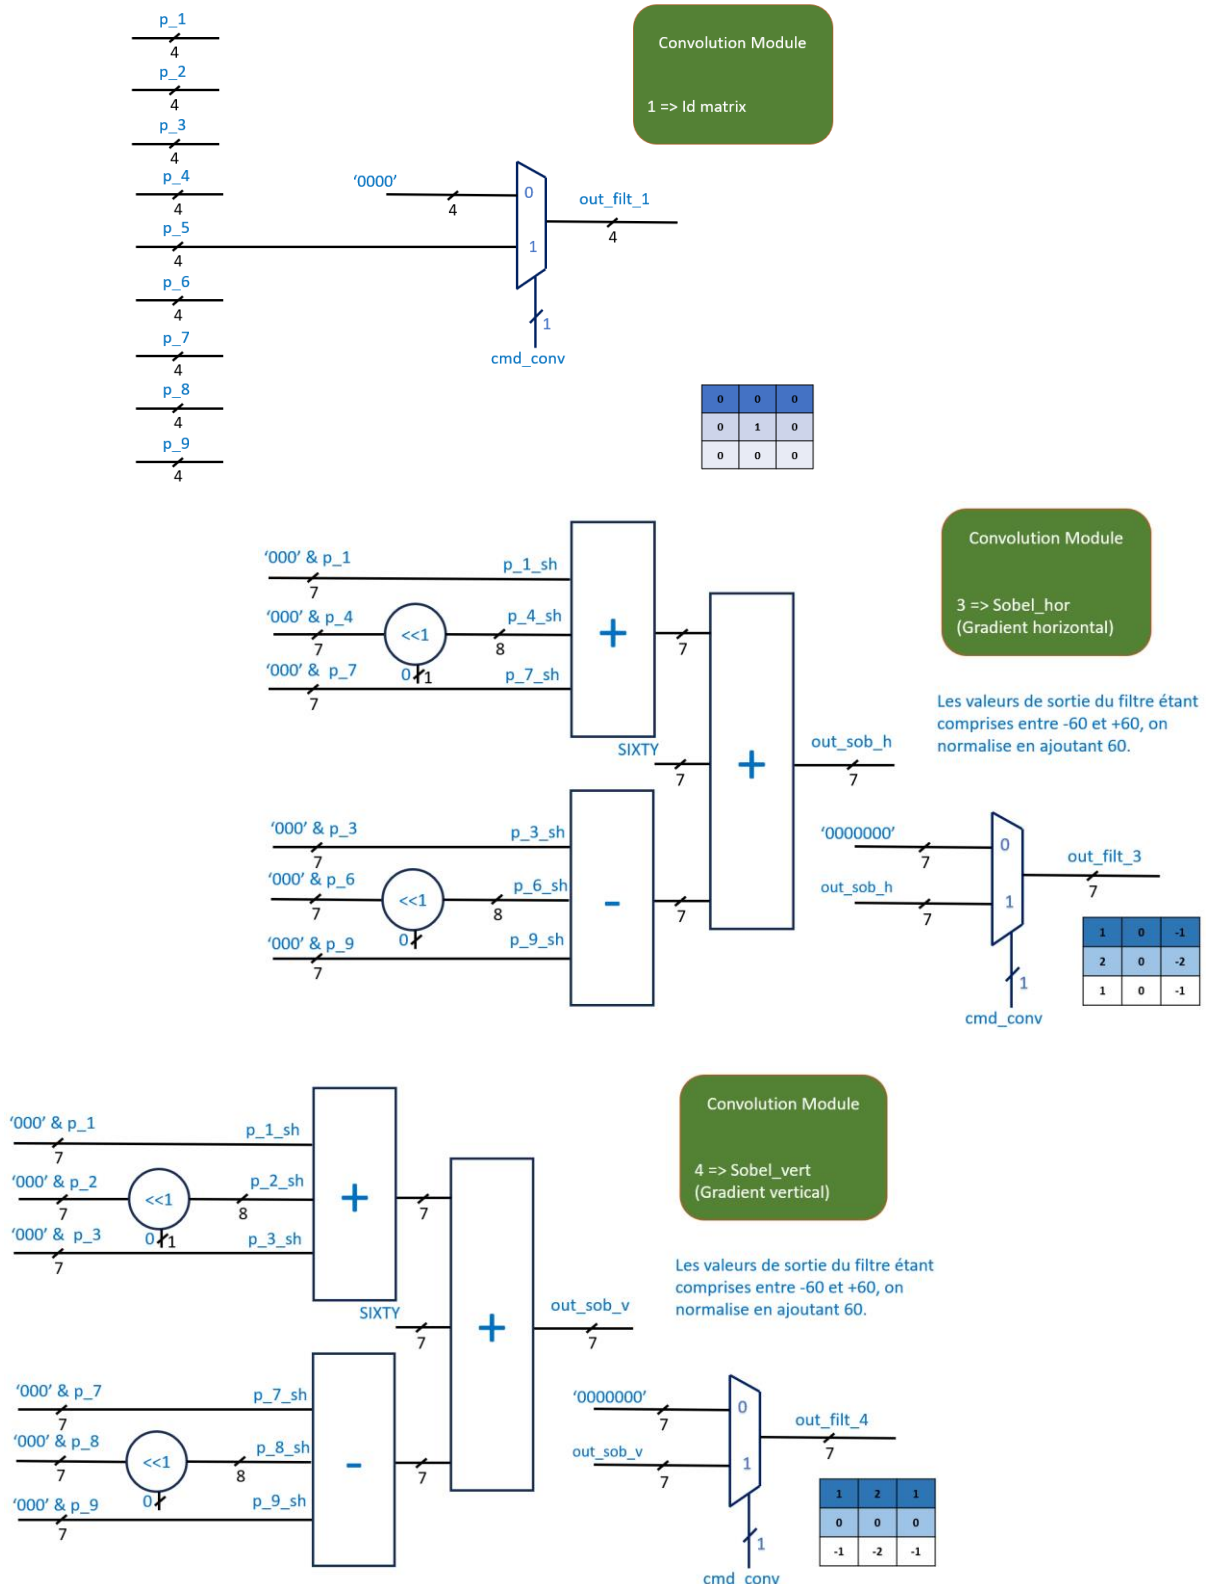 p_1
4
p_2
4
p_3
4
p_4
4
p_5
4
p_6
4
p_7
4
p_8
4
p_9
4
'0000'
4
0
1
out_filt_1
4
1
cmd_conv
Convolution Module
1 => Id matrix
0 0 0
0 1 0
0 0 0
'000' & p_1
7
p_1_sh
'000' & p_4
7
<<1
0 1
p_4_sh
8
'000' & p_7
7
p_7_sh
+
7
SIXTY
7
'000' & p_3
7
p_3_sh
'000' & p_6
7
<<1
0
p_6_sh
8
'000' & p_9
7
p_9_sh
-
7
+
out_sob_h
7
Convolution Module
3 => Sobel_hor
(Gradient horizontal)
Les valeurs de sortie du filtre étant
comprises entre -60 et +60, on
normalise en ajoutant 60.
'0000000'
7
out_sob_h
7
0
1
out_filt_3
7
1
cmd_conv
1 0 -1
2 0 -2
1 0 -1
'000' & p_1
7
p_1_sh
'000' & p_2
7
<<1
0 1
p_2_sh
8
'000' & p_3
7
p_3_sh
+
7
SIXTY
7
'000' & p_7
7
p_7_sh
'000' & p_8
7
<<1
0
p_8_sh
8
'000' & p_9
7
p_9_sh
-
7
+
out_sob_v
7
Convolution Module
4 => Sobel_vert
(Gradient vertical)
Les valeurs de sortie du filtre étant
comprises entre -60 et +60, on
normalise en ajoutant 60.
'0000000'
7
out_sob_v
7
0
1
out_filt_4
7
1
cmd_conv
1 2 1
0 0 0
-1 -2 -1